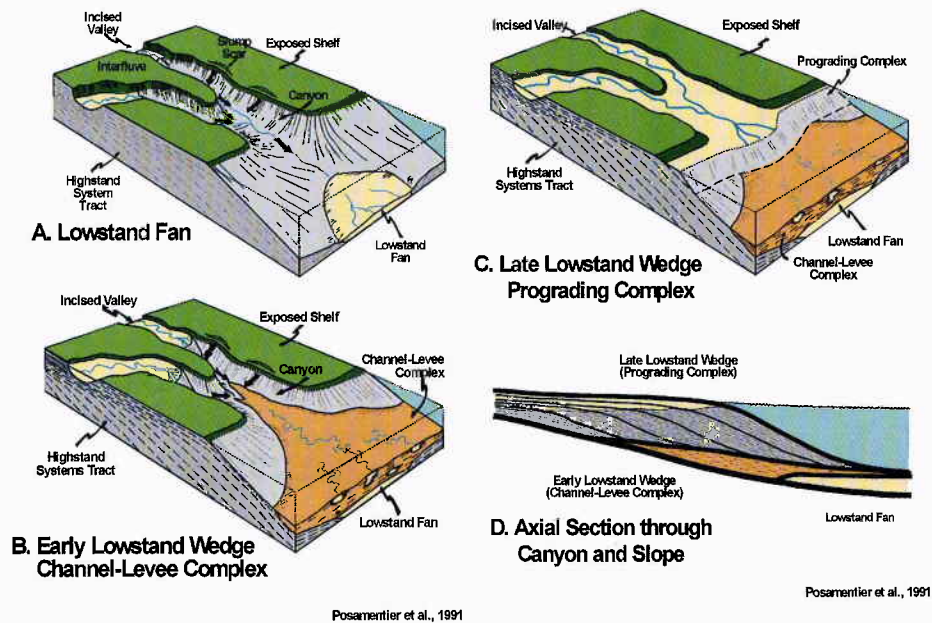 Incised
Valley
Slump
Scar
Exposed Shelf
Interfluve
Canyon
Highstand
System
Tract
Lowstand
Fan
A. Lowstand Fan
Incised Valley
Exposed Shelf
Channel-Levee
Complex
Canyon
Highstand
Systems Tract
Lowstand Fan
B. Early Lowstand Wedge
Channel-Levee Complex
Posamentier et al., 1991
Incised Valley
Exposed Shelf
Prograding Complex
Highstand
Systems Tract
Lowstand Fan
Channel-Levee
Complex
C. Late Lowstand Wedge
Prograding Complex
Late Lowstand Wedge
(Prograding Complex)
Early Lowstand Wedge
(Channel-Levee Complex)
Lowstand Fan
D. Axial Section through
Canyon and Slope
Posamentier et al., 1991